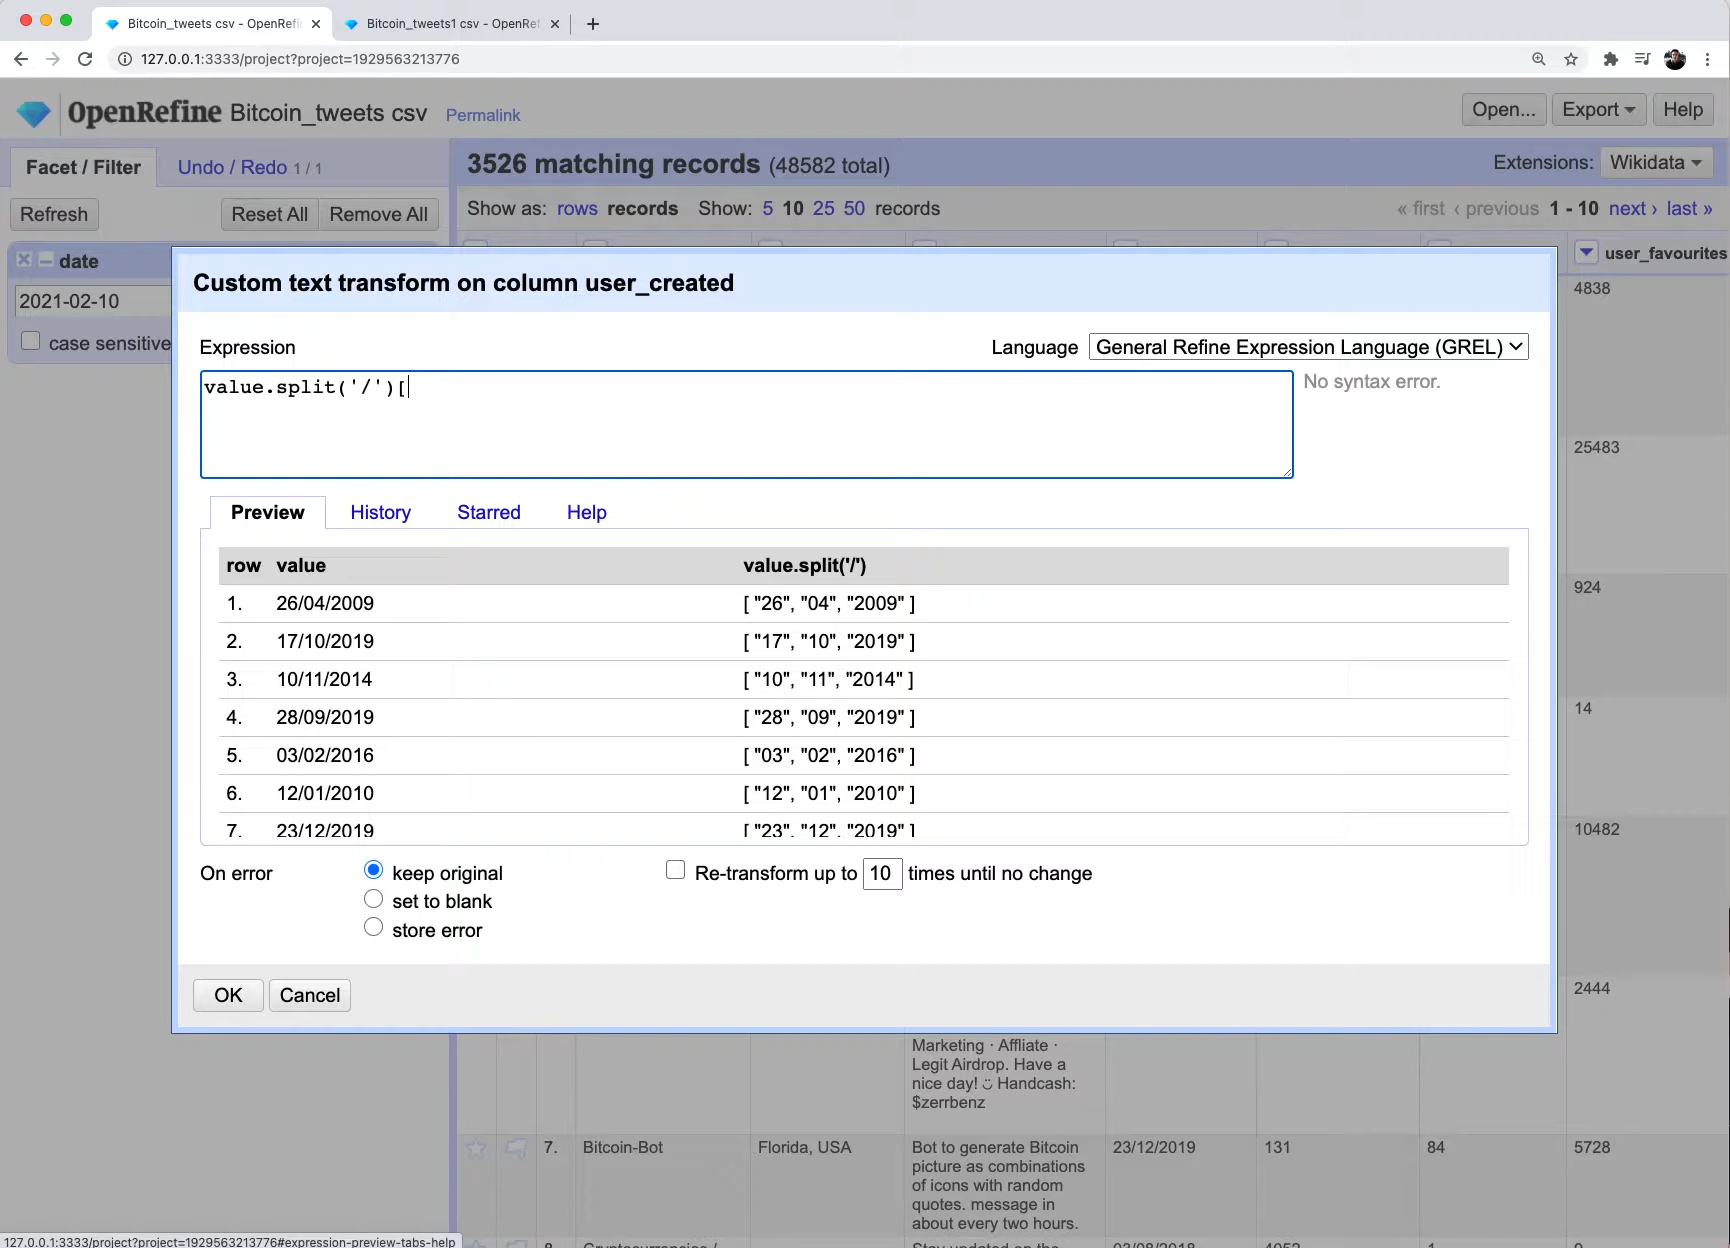 Bitcoin_tweets csv - OpenRefi
Bitcoin_tweets1 csv - OpenRef
127.0.0.1:3333/project?project=1929563213776
OpenRefine Bitcoin_tweets csv Permalink
Open... Export Help
Facet / Filter Undo / Redo 1 / 1
3526 matching records (48582 total)
Extensions: Wikidata
Refresh Reset All Remove All
Show as: rows records Show: 5 10 25 50 records
« first ‹ previous 1 - 10 next › last »
date
2021-02-10
case sensitive
user_favourites
4838
25483
924
14
10482
2444
Custom text transform on column user_created
Expression
Language General Refine Expression Language (GREL)
value.split('/')[
No syntax error.
Preview History Starred Help
row value value.split('/')
1. 26/04/2009 [ "26", "04", "2009" ]
2. 17/10/2019 [ "17", "10", "2019" ]
3. 10/11/2014 [ "10", "11", "2014" ]
4. 28/09/2019 [ "28", "09", "2019" ]
5. 03/02/2016 [ "03", "02", "2016" ]
6. 12/01/2010 [ "12", "01", "2010" ]
7. 23/12/2019 [ "23", "12", "2019" ]
On error
keep original
set to blank
store error
Re-transform up to 10 times until no change
OK Cancel
Marketing · Affliate ·
Legit Airdrop. Have a
nice day! ت Handcash:
$zerrbenz
7. Bitcoin-Bot Florida, USA Bot to generate Bitcoin 23/12/2019 131 84 5728
picture as combinations
of icons with random
quotes. message in
about every two hours.
127.0.0.1:3333/project?project=1929563213776#expression-preview-tabs-help